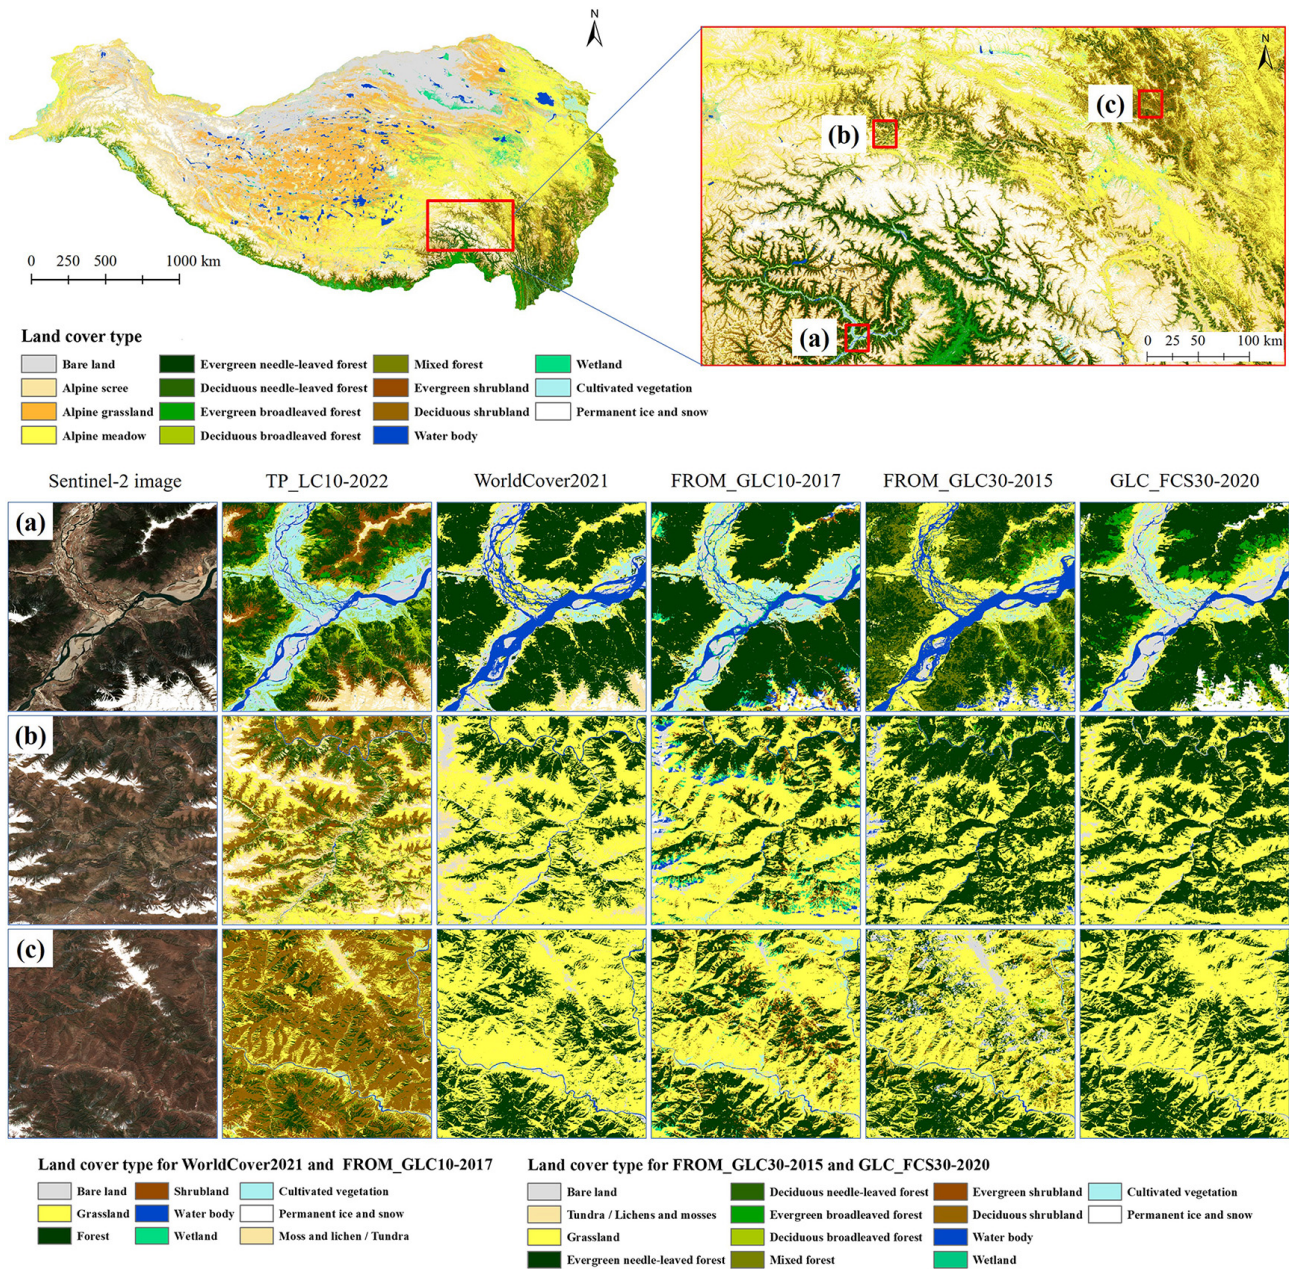 N
N
(a)
(b)
(c)
0 250 500 1000 km
0 25 50 100 km
Land cover type
Bare land
Alpine scree
Alpine grassland
Alpine meadow
Evergreen needle-leaved forest
Deciduous needle-leaved forest
Evergreen broadleaved forest
Deciduous broadleaved forest
Mixed forest
Evergreen shrubland
Deciduous shrubland
Water body
Wetland
Cultivated vegetation
Permanent ice and snow
Sentinel-2 image
TP_LC10-2022
WorldCover2021
FROM_GLC10-2017
FROM_GLC30-2015
GLC_FCS30-2020
(a)
(b)
(c)
Land cover type for WorldCover2021 and FROM_GLC10-2017
Bare land
Grassland
Forest
Shrubland
Water body
Wetland
Cultivated vegetation
Permanent ice and snow
Moss and lichen / Tundra
Land cover type for FROM_GLC30-2015 and GLC_FCS30-2020
Bare land
Tundra / Lichens and mosses
Grassland
Evergreen needle-leaved forest
Deciduous needle-leaved forest
Evergreen broadleaved forest
Deciduous broadleaved forest
Mixed forest
Evergreen shrubland
Deciduous shrubland
Water body
Wetland
Cultivated vegetation
Permanent ice and snow